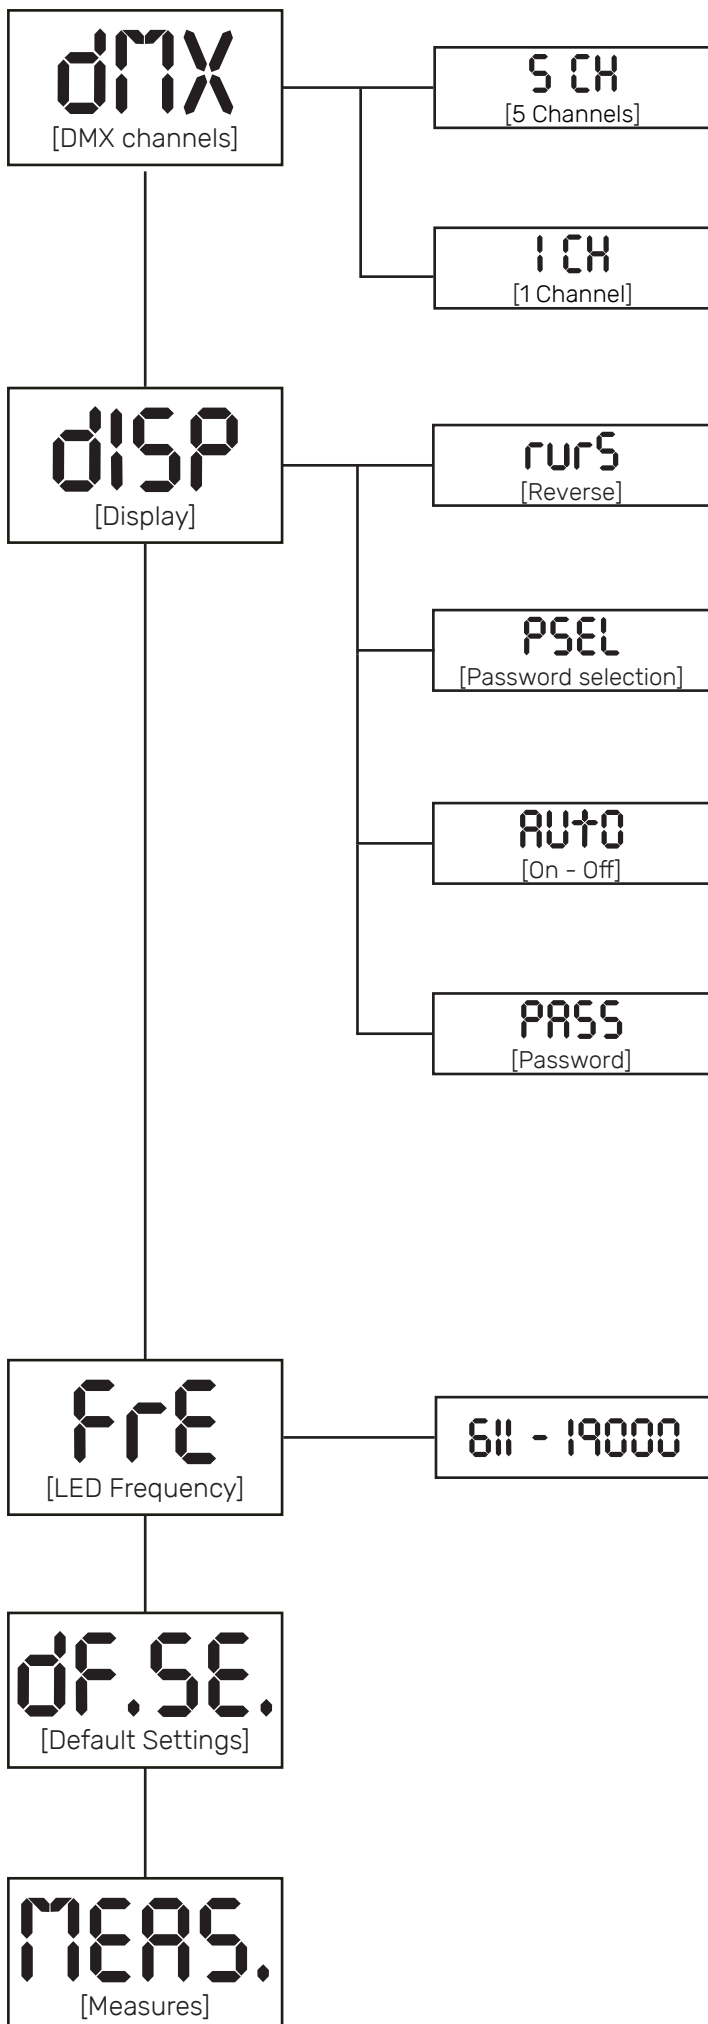 dMX
[DMX channels]
5 CH
[5 Channels]
1 CH
[1 Channel]
dISP
[Display]
rurS
[Reverse]
PSEL
[Password selection]
AUtO
[On - Off]
PASS
[Password]
FrE
[LED Frequency]
611 - 19000
dF.SE.
[Default Settings]
MEAS.
[Measures]